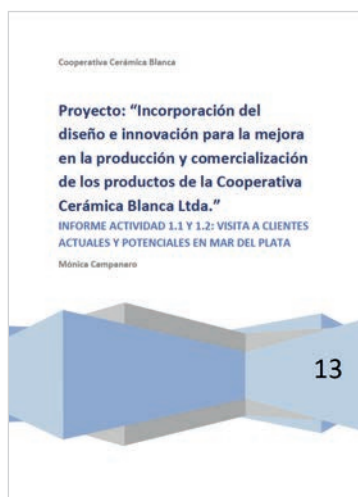 Cooperativa Cerámica Blanca
Proyecto: “Incorporación del
diseño e innovación para la mejora
en la producción y comercialización
de los productos de la Cooperativa
Cerámica Blanca Ltda.”
INFORME ACTIVIDAD 1.1 Y 1.2: VISITA A CLIENTES
ACTUALES Y POTENCIALES EN MAR DEL PLATA
Mónica Campanaro
13